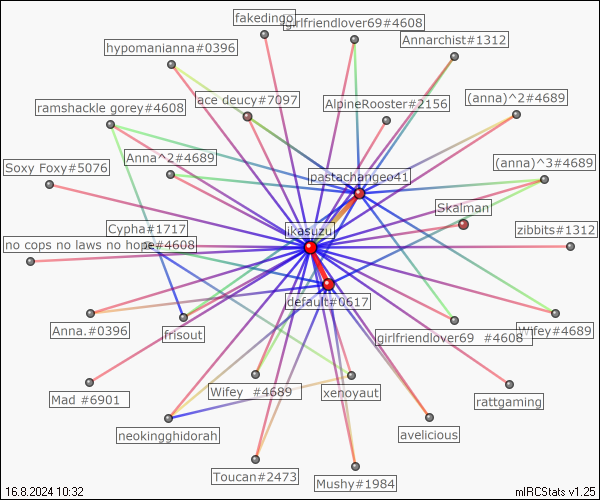 fakedingo
girlfriendlover69#4608
Annarchist#1312
hypomanianna#0396
ace deucy#7097
AlpineRooster#2156
(anna)^2#4689
ramshackle gorey#4608
Anna^2#4689
(anna)^3#4689
Soxy Foxy#5076
pastachangeo41
Skalman
Cypha#1717
ikasuzu
zibbits#1312
no cops no laws no hope#4608
default#0617
Anna.#0396
frisout
girlfriendlover69 #4608
Wifey#4689
Mad #6901
Wifey #4689
xenoyaut
rattgaming
neokingghidorah
avelicious
Toucan#2473
Mushy#1984
16.8.2024 10:32
mIRCStats v1.25